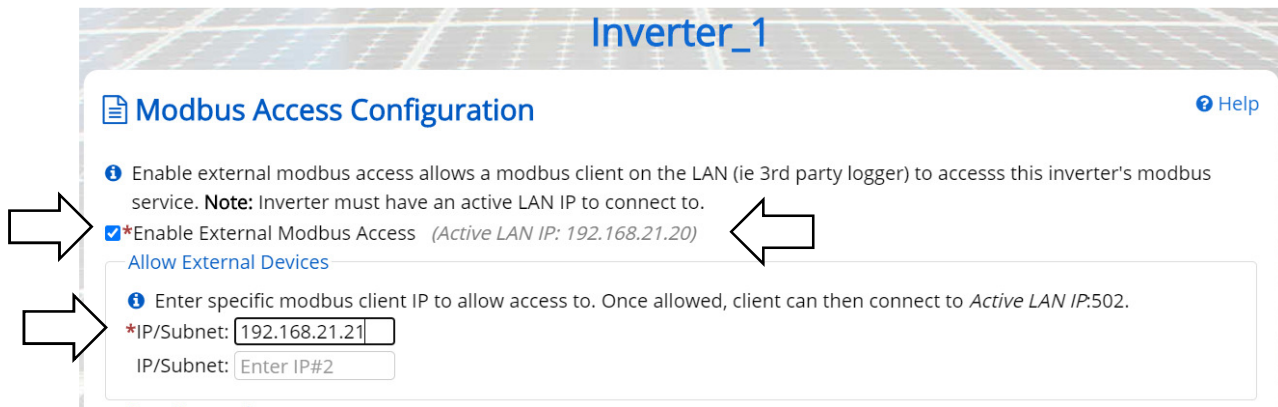 Inverter_1
Modbus Access Configuration
Help
Enable external modbus access allows a modbus client on the LAN (ie 3rd party logger) to accesss this inverter's modbus
service. Note: Inverter must have an active LAN IP to connect to.
*Enable External Modbus Access (Active LAN IP: 192.168.21.20)
Allow External Devices
Enter specific modbus client IP to allow access to. Once allowed, client can then connect to Active LAN IP:502.
*IP/Subnet: 192.168.21.21
IP/Subnet: Enter IP#2